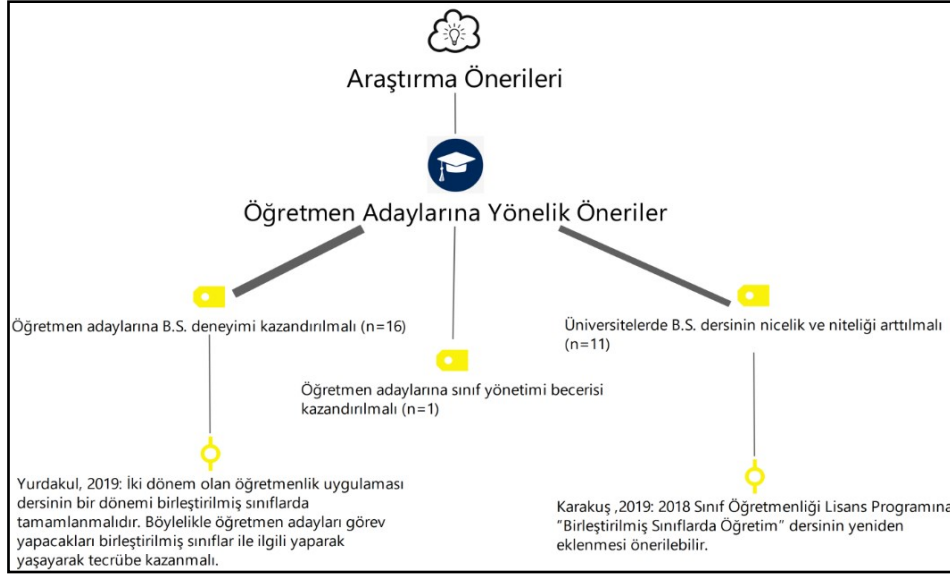 Araştırma Önerileri
Öğretmen Adaylarına Yönelik Öneriler
Öğretmen adaylarına B.S. deneyimi kazandırılmalı (n=16)
Öğretmen adaylarına sınıf yönetimi becerisi
kazandırılmalı (n=1)
Üniversitelerde B.S. dersinin nicelik ve niteliği arttılmalı
(n=11)
Yurdakul, 2019: İki dönem olan öğretmenlik uygulaması
dersinin bir dönemi birleştirilmiş sınıflarda
tamamlanmalıdır. Böylelikle öğretmen adayları görev
yapacakları birleştirilmiş sınıflar ile ilgili yaparak
yaşayarak tecrübe kazanmalı.
Karakuş ,2019: 2018 Sınıf Öğretmenliği Lisans Programına
"Birleştirilmiş Sınıflarda Öğretim" dersinin yeniden
eklenmesi önerilebilir.